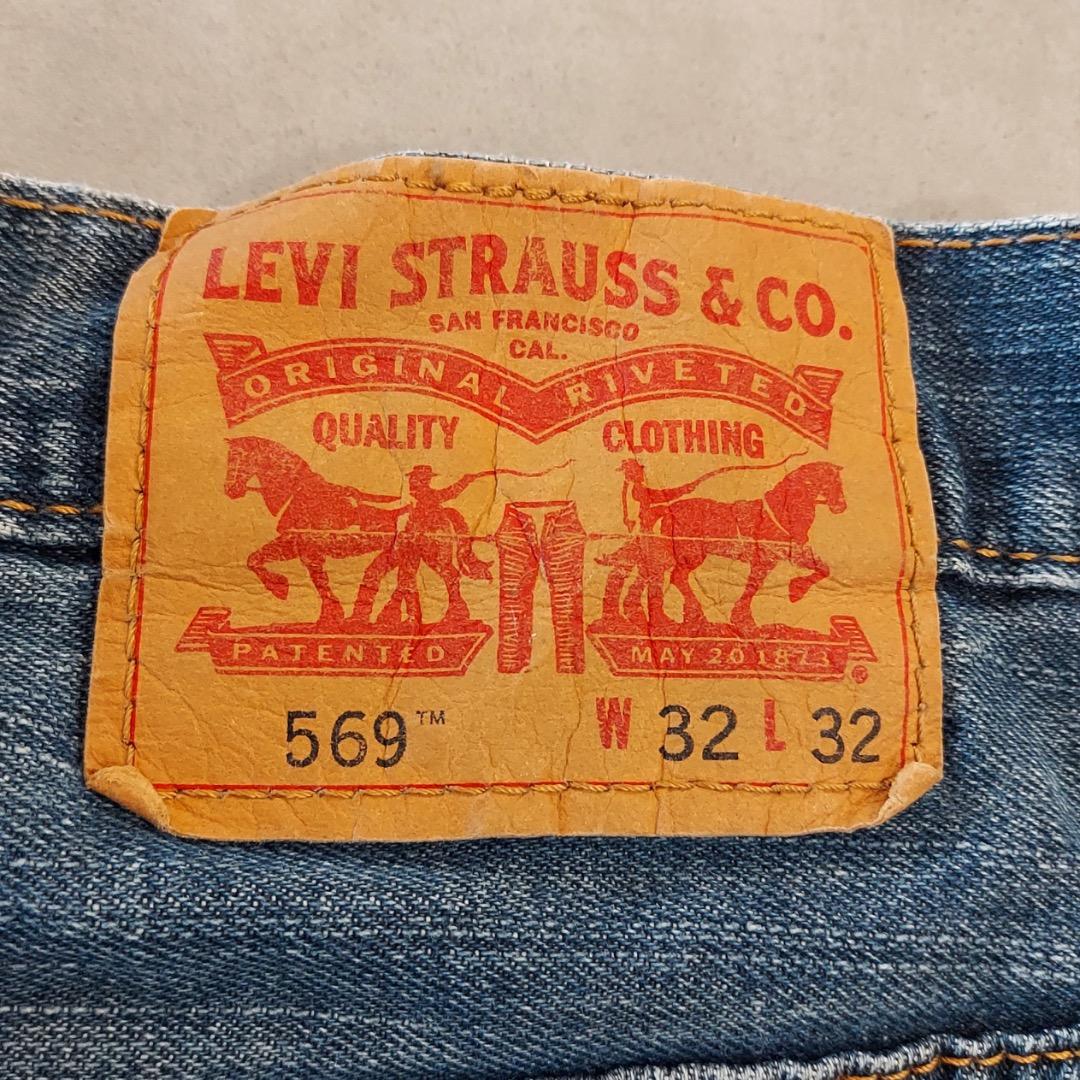 LEVI STRAUSS & CO.
SAN FRANCISCO
CAL.
ORIGINAL RIVETED
QUALITY CLOTHING
PATENTED MAY 20 1873 ®
569™ W 32 L 32